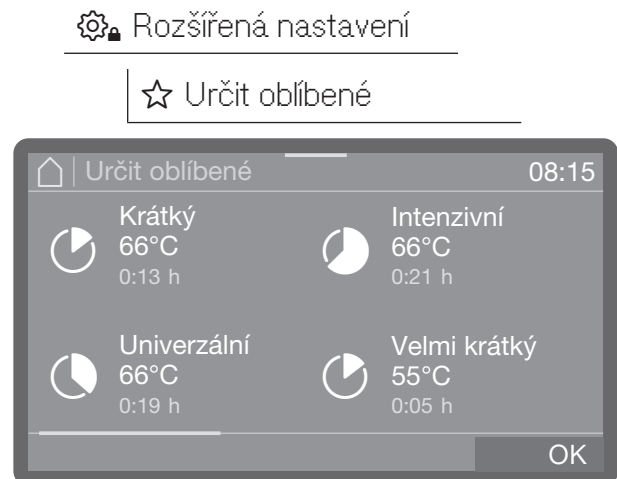 Rozšířená nastavení
Určit oblíbené
Určit oblíbené 08:15
Krátký
66°C
0:13 h
Intenzivní
66°C
0:21 h
Univerzální
66°C
0:19 h
Velmi krátký
55°C
0:05 h
OK